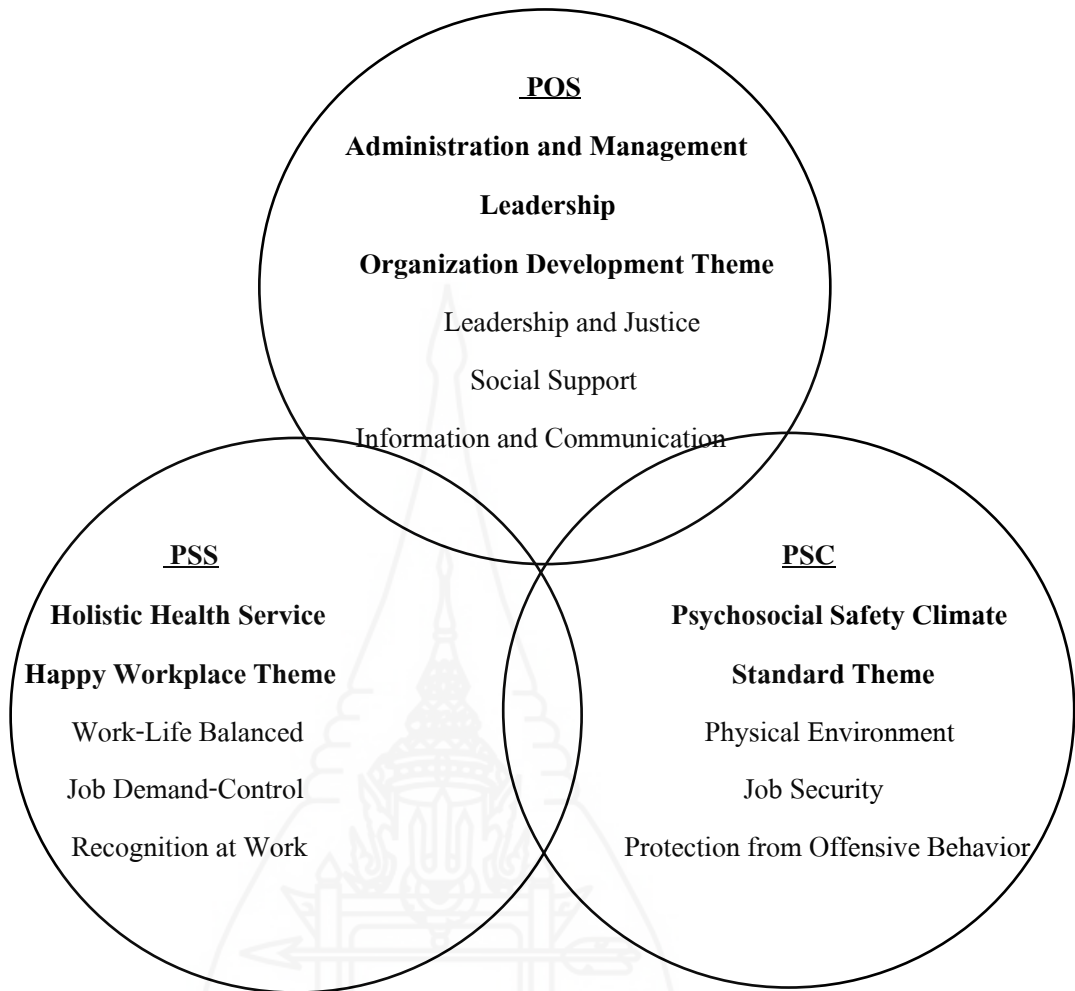 POS
Administration and Management
Leadership
Organization Development Theme
Leadership and Justice
Social Support
Information and Communication
PSS
Holistic Health Service
Happy Workplace Theme
Work-Life Balanced
Job Demand-Control
Recognition at Work
PSC
Psychosocial Safety Climate
Standard Theme
Physical Environment
Job Security
Protection from Offensive Behavior